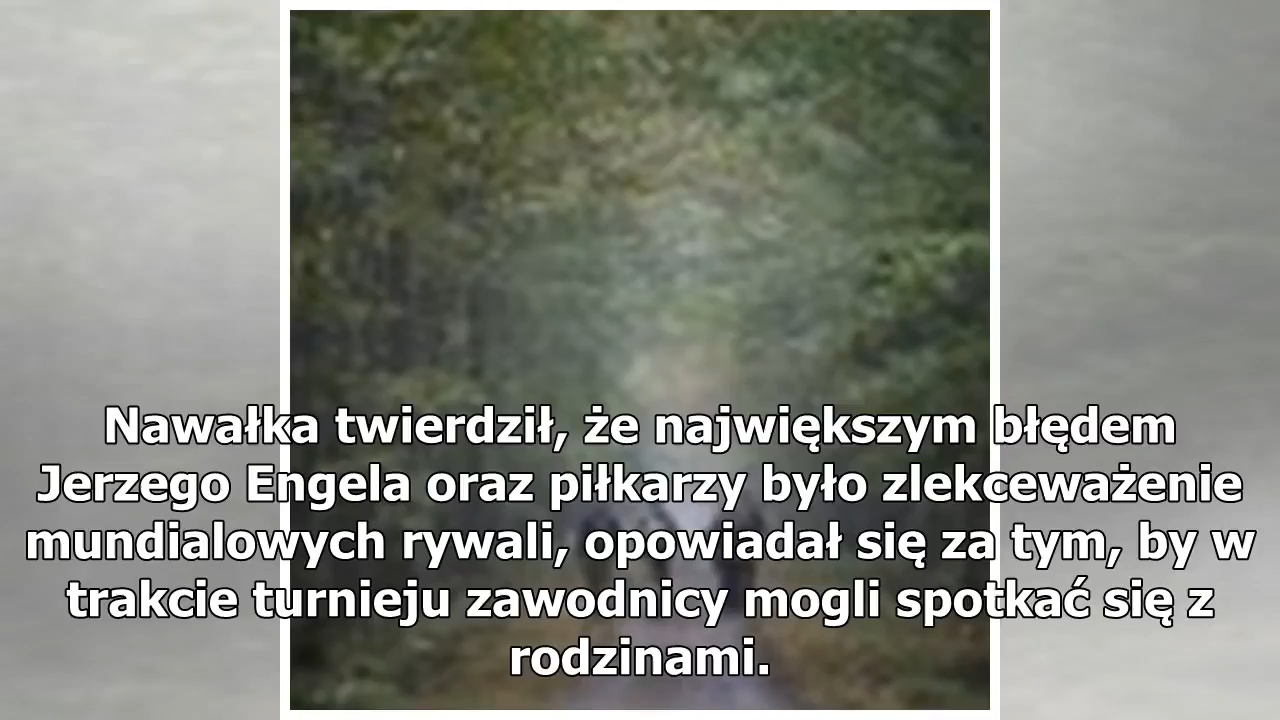 Nawałka twierdził, że największym błędem
Jerzego Engela oraz piłkarzy było zlekceważenie
mundialowych rywali, opowiadał się za tym, by w
trakcie turnieju zawodnicy mogli spotkać się z
rodzinami.